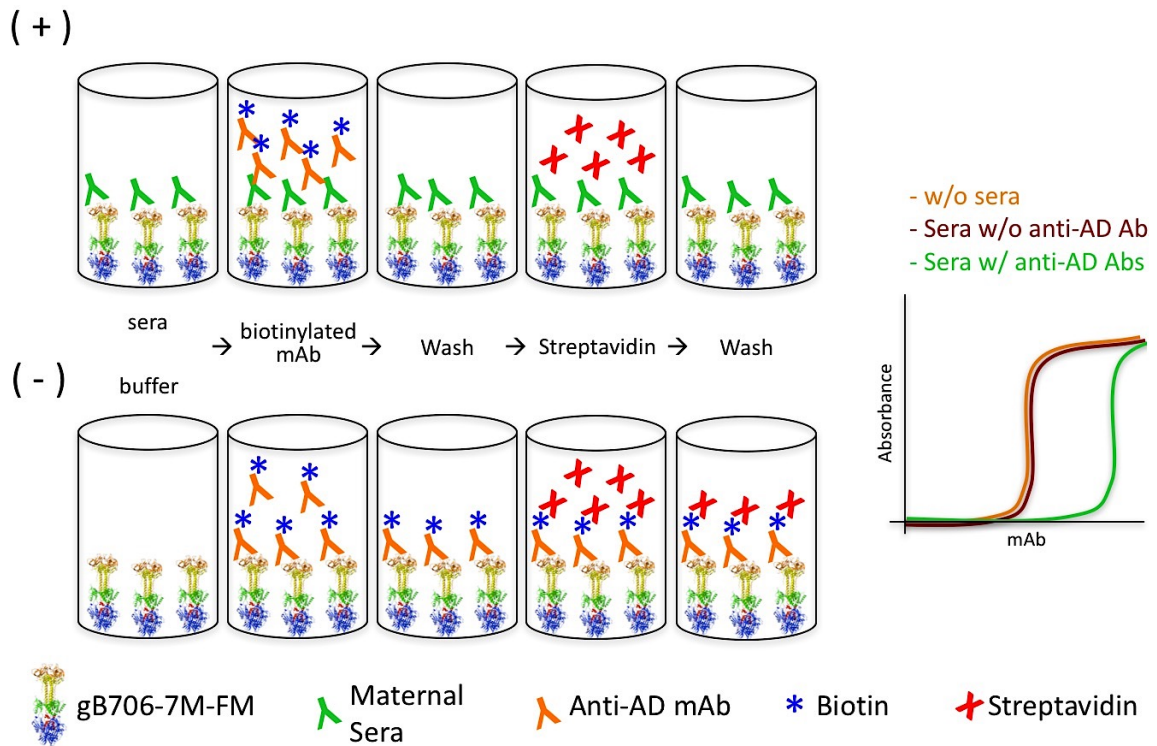 ( + )
- w/o sera
- Sera w/o anti-AD Ab
- Sera w/ anti-AD Abs
sera
→ biotinylated mAb → Wash → Streptavidin → Wash
( - )
buffer
Absorbance
mAb
gB706-7M-FM
Maternal
Sera
Anti-AD mAb
* Biotin
Streptavidin